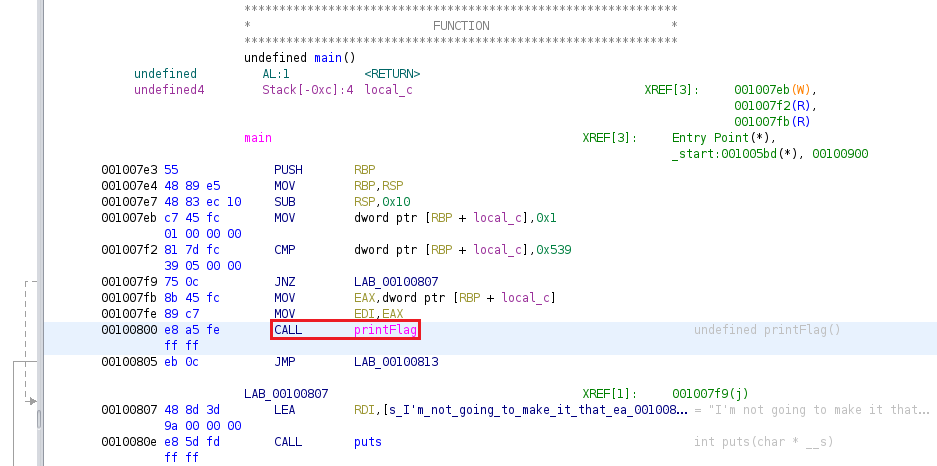 **************************************************************
* FUNCTION *
**************************************************************
undefined main()
undefined AL:1 <RETURN>
undefined4 Stack[-0xc]:4 local_c XREF[3]: 001007eb(W),
001007f2(R),
001007fb(R)
main XREF[3]: Entry Point(*),
_start:001005bd(*), 00100900
001007e3 55 PUSH RBP
001007e4 48 89 e5 MOV RBP,RSP
001007e7 48 83 ec 10 SUB RSP,0x10
001007eb c7 45 fc MOV dword ptr [RBP + local_c],0x1
01 00 00 00
001007f2 81 7d fc CMP dword ptr [RBP + local_c],0x539
39 05 00 00
001007f9 75 0c JNZ LAB_00100807
001007fb 8b 45 fc MOV EAX,dword ptr [RBP + local_c]
001007fe 89 c7 MOV EDI,EAX
00100800 e8 a5 fe CALL printFlag undefined printFlag()
ff ff
00100805 eb 0c JMP LAB_00100813
LAB_00100807 XREF[1]: 001007f9(j)
00100807 48 8d 3d LEA RDI,[s_I'm_not_going_to_make_it_that_ea_001008... = "I'm not going to make it that...
9a 00 00 00
0010080e e8 5d fd CALL puts int puts(char * __s)
ff ff